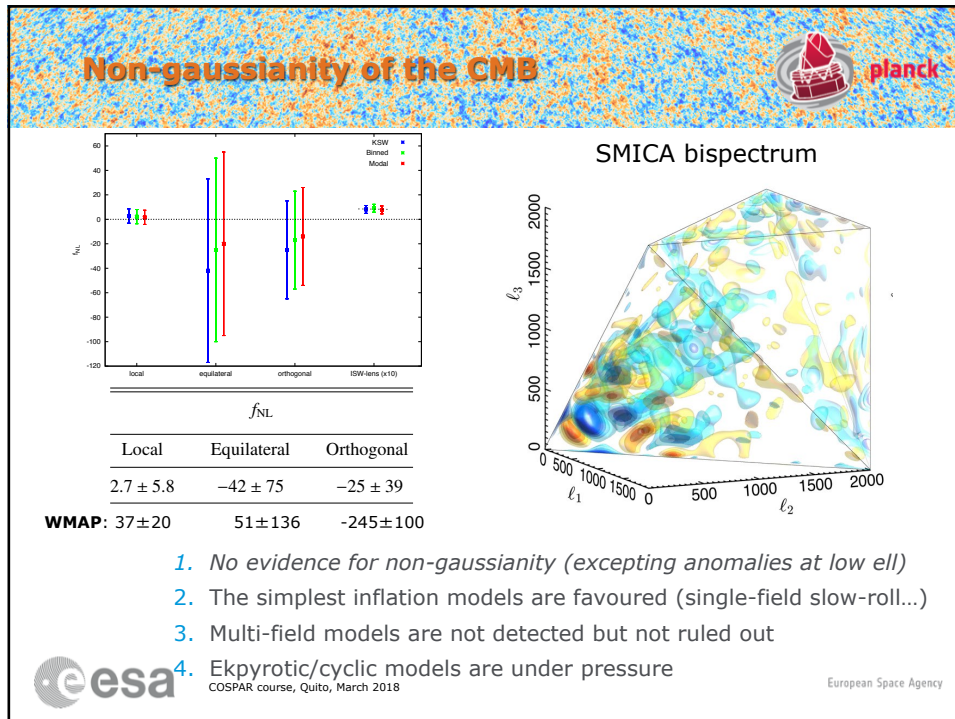 Non-gaussianity of the CMB
planck
60
40
20
0
-20
-40
-60
-80
-100
-120
f_NL
KSW
Binned
Modal
local
equilateral
orthogonal
ISW-lens (x10)
f_NL
Local Equilateral Orthogonal
2.7 ± 5.8 −42 ± 75 −25 ± 39
WMAP: 37±20 51±136 -245±100
SMICA bispectrum
2000
1500
1000
500
0
ℓ3
0 500 1000 1500
ℓ1
0 500 1000 1500 2000
ℓ2
1. No evidence for non-gaussianity (excepting anomalies at low ell)
2. The simplest inflation models are favoured (single-field slow-roll…)
3. Multi-field models are not detected but not ruled out
4. Ekpyrotic/cyclic models are under pressure
esa
COSPAR course, Quito, March 2018
European Space Agency